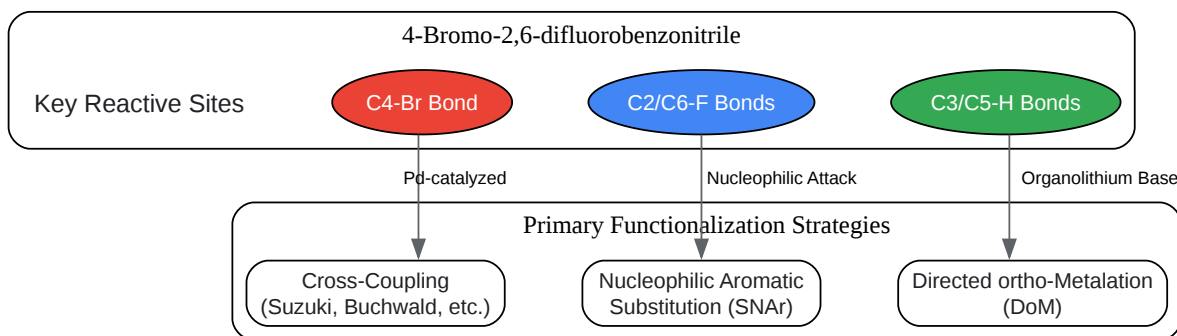 4-Bromo-2,6-difluorobenzonitrile
Key Reactive Sites
C4-Br Bond
C2/C6-F Bonds
C3/C5-H Bonds
Pd-catalyzed
Nucleophilic Attack
Organolithium Base
Primary Functionalization Strategies
Cross-Coupling
(Suzuki, Buchwald, etc.)
Nucleophilic Aromatic
Substitution (SNAr)
Directed ortho-Metalation
(DoM)